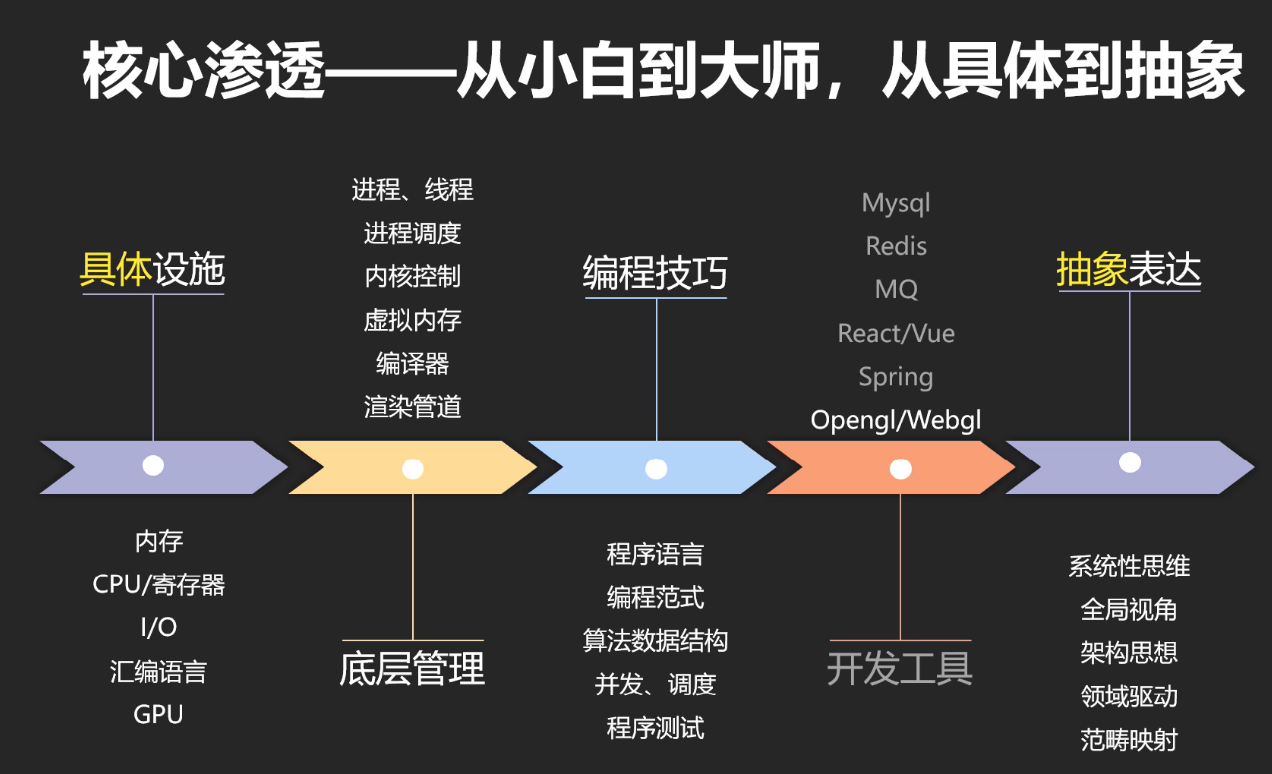 核心渗透——从小白到大师，从具体到抽象
具体设施
内存
CPU/寄存器
I/O
汇编语言
GPU
进程、线程
进程调度
内核控制
虚拟内存
编译器
渲染管道
底层管理
编程技巧
程序语言
编程范式
算法数据结构
并发、调度
程序测试
Mysql
Redis
MQ
React/Vue
Spring
Opengl/Webgl
开发工具
抽象表达
系统性思维
全局视角
架构思想
领域驱动
范畴映射